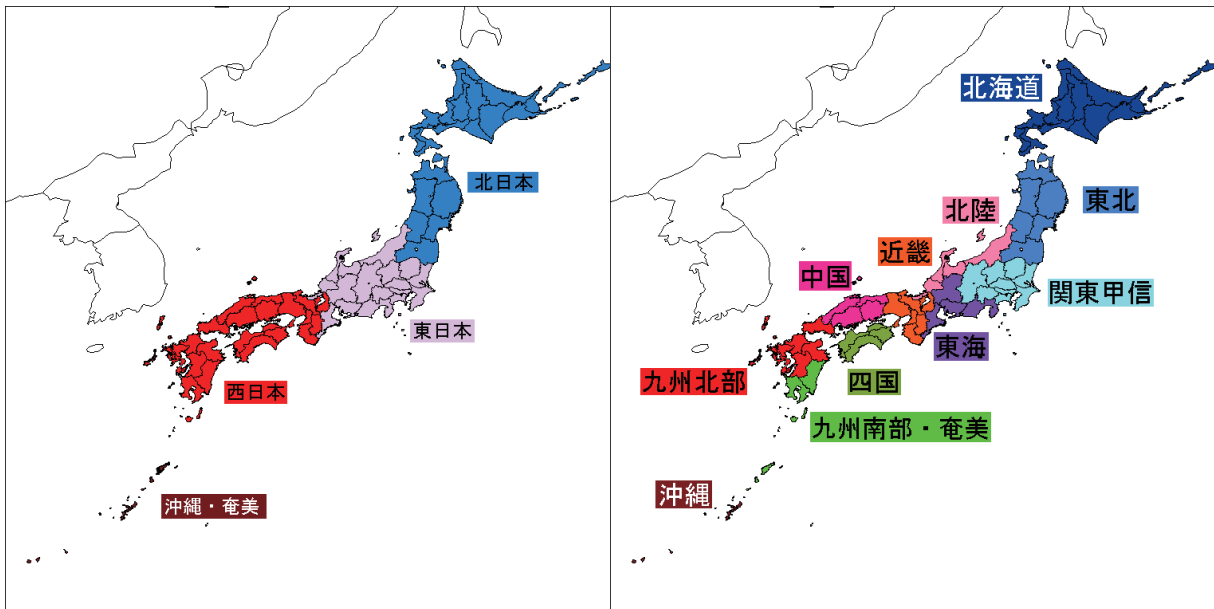 北日本
東日本
西日本
沖縄・奄美
北海道
東北
北陸
近畿
中国
関東甲信
東海
九州北部
四国
九州南部・奄美
沖縄